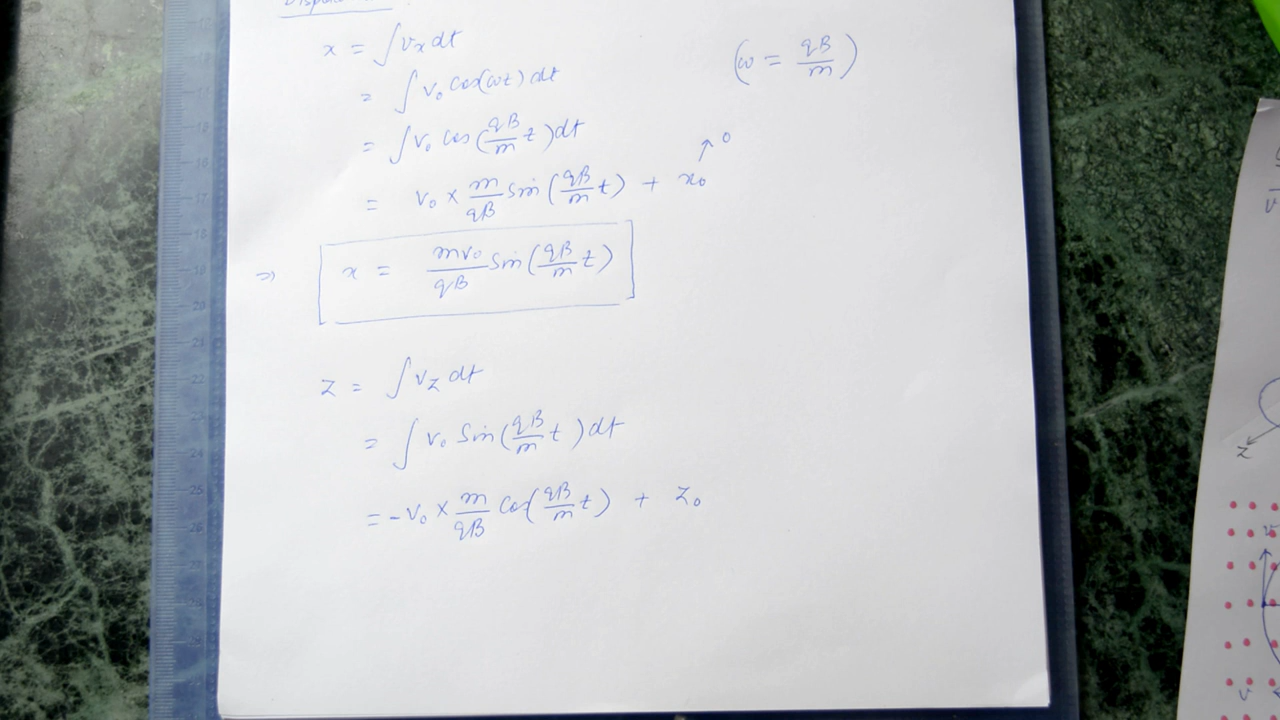 x = ∫ vx dt
(ω = qB/m)
= ∫ v₀ cos(ωt) dt
= ∫ v₀ cos (qB/m t) dt
↗ 0
= v₀ × m/qB sin (qB/m t) + x₀
⇒ x = mv₀/qB sin (qB/m t)
z = ∫ vz dt
= ∫ v₀ sin (qB/m t) dt
= - v₀ × m/qB cos (qB/m t) + z₀
z
v
v